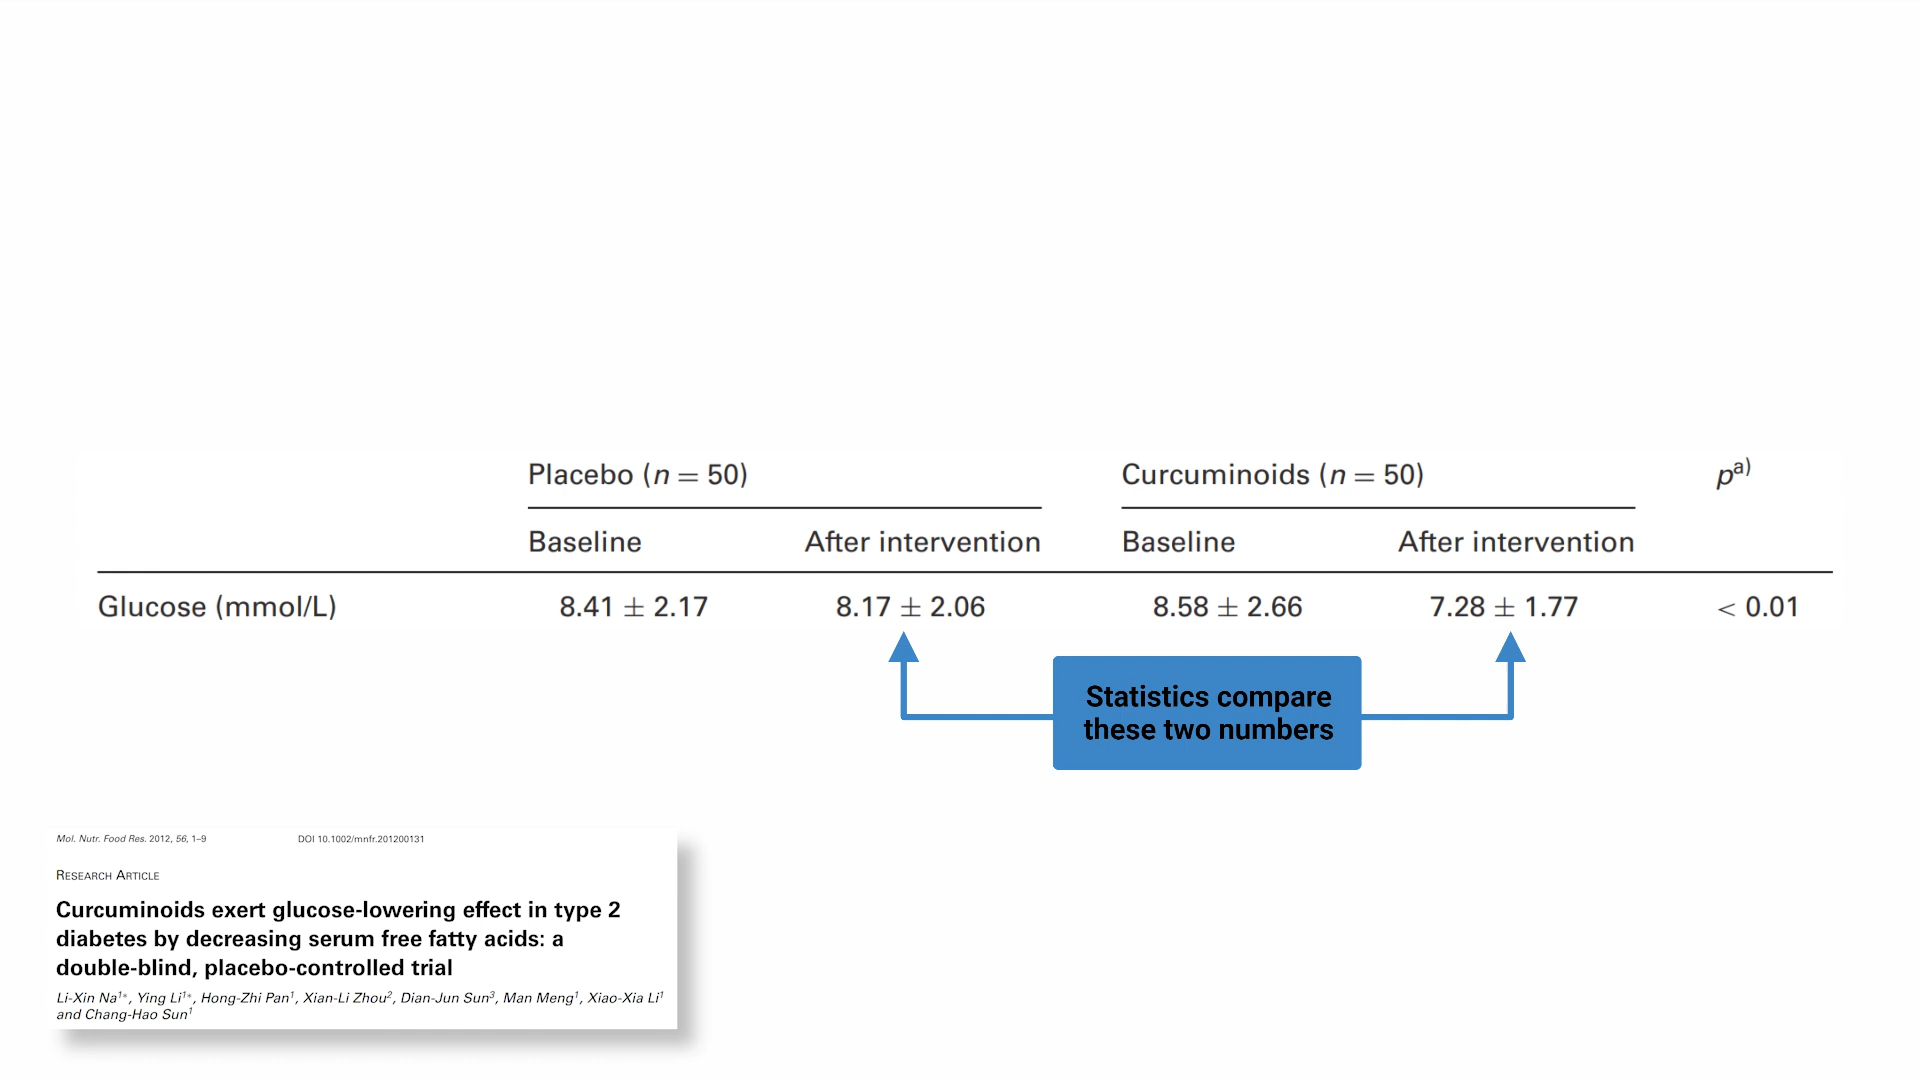 Placebo (n = 50) Curcuminoids (n = 50) pa)
Baseline After intervention Baseline After intervention
Glucose (mmol/L) 8.41 ± 2.17 8.17 ± 2.06 8.58 ± 2.66 7.28 ± 1.77 < 0.01
Statistics compare
these two numbers
Mol. Nutr. Food Res. 2012, 56, 1–9 DOI 10.1002/mnfr.201200131
RESEARCH ARTICLE
Curcuminoids exert glucose-lowering effect in type 2
diabetes by decreasing serum free fatty acids: a
double-blind, placebo-controlled trial
Li-Xin Na1*, Ying Li1*, Hong-Zhi Pan1, Xian-Li Zhou2, Dian-Jun Sun3, Man Meng1, Xiao-Xia Li1
and Chang-Hao Sun1